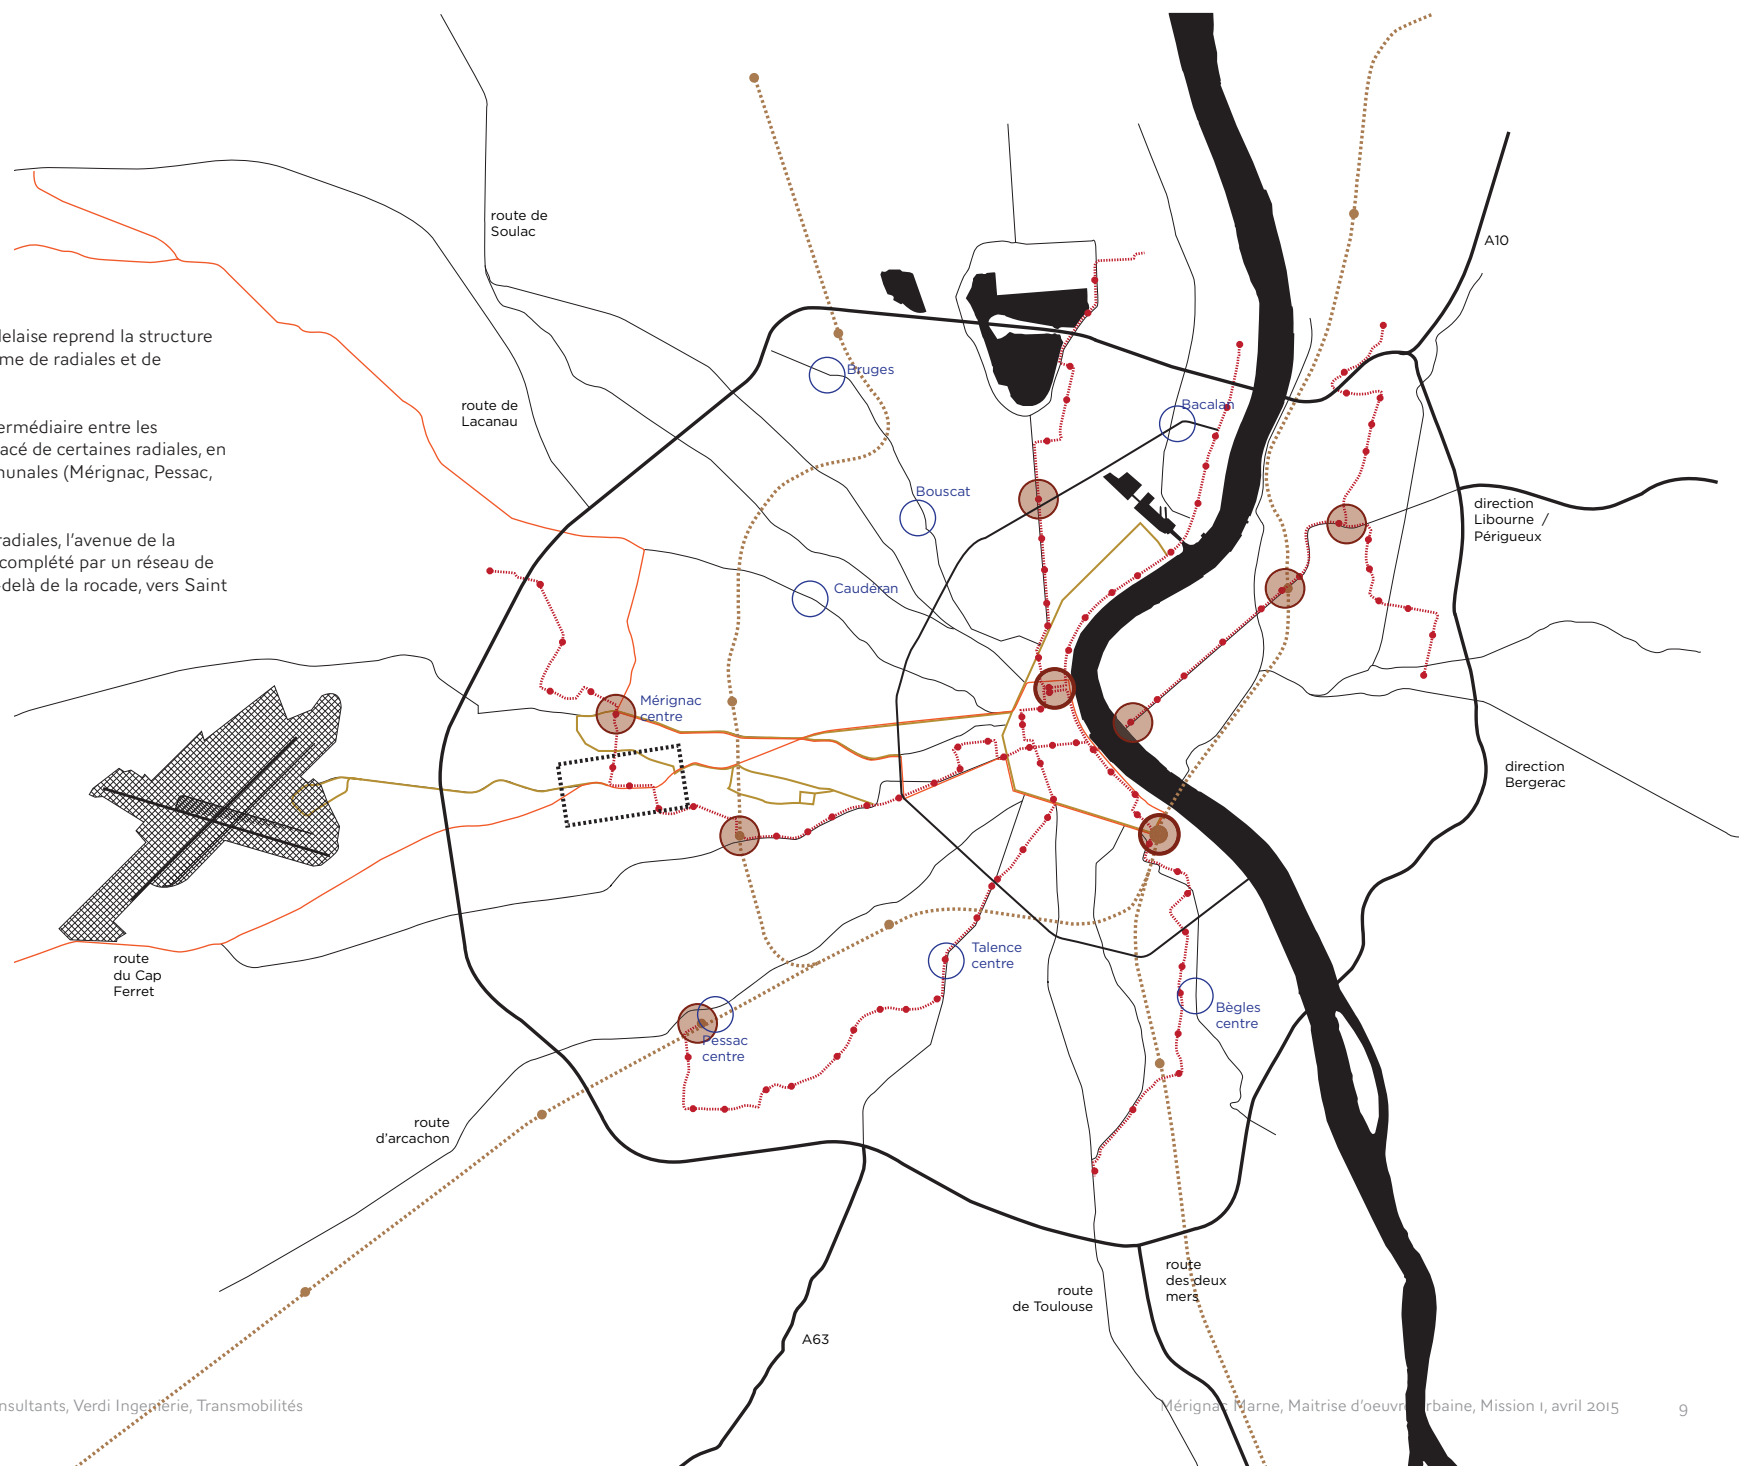 delaise reprend la structure
me de radiales et de
ermédiaire entre les
acé de certaines radiales, en
nunales (Mérignac, Pessac,
radiales, l'avenue de la
complété par un réseau de
-delà de la rocade, vers Saint
route de
Soulac
A10
route de
Lacanau
Bruges
Bacalan
Bouscat
direction
Libourne /
Périgueux
Caudéran
Mérignac
centre
direction
Bergerac
route
du Cap
Ferret
Talence
centre
Bègles
centre
Pessac
centre
route
d'arcachon
route
des deux
mers
route
de Toulouse
A63
nsultants, Verdi Ingenierie, Transmobilités
Mérignac Marne, Maitrise d'oeuvre urbaine, Mission 1, avril 2015
9